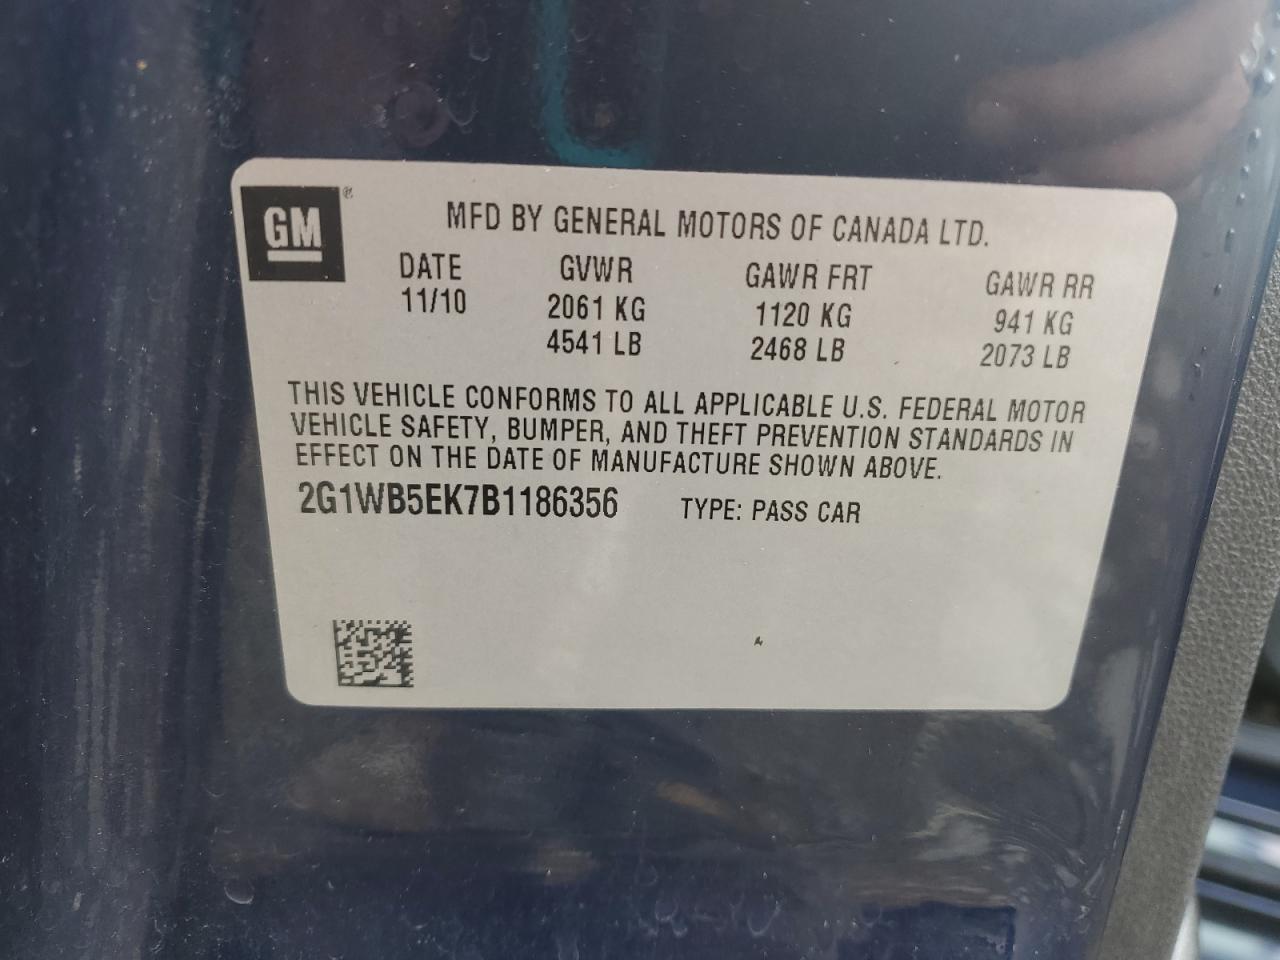 GM®
MFD BY GENERAL MOTORS OF CANADA LTD.
DATE GVWR GAWR FRT GAWR RR
11/10 2061 KG 1120 KG 941 KG
4541 LB 2468 LB 2073 LB
THIS VEHICLE CONFORMS TO ALL APPLICABLE U.S. FEDERAL MOTOR
VEHICLE SAFETY, BUMPER, AND THEFT PREVENTION STANDARDS IN
EFFECT ON THE DATE OF MANUFACTURE SHOWN ABOVE.
2G1WB5EK7B1186356 TYPE: PASS CAR